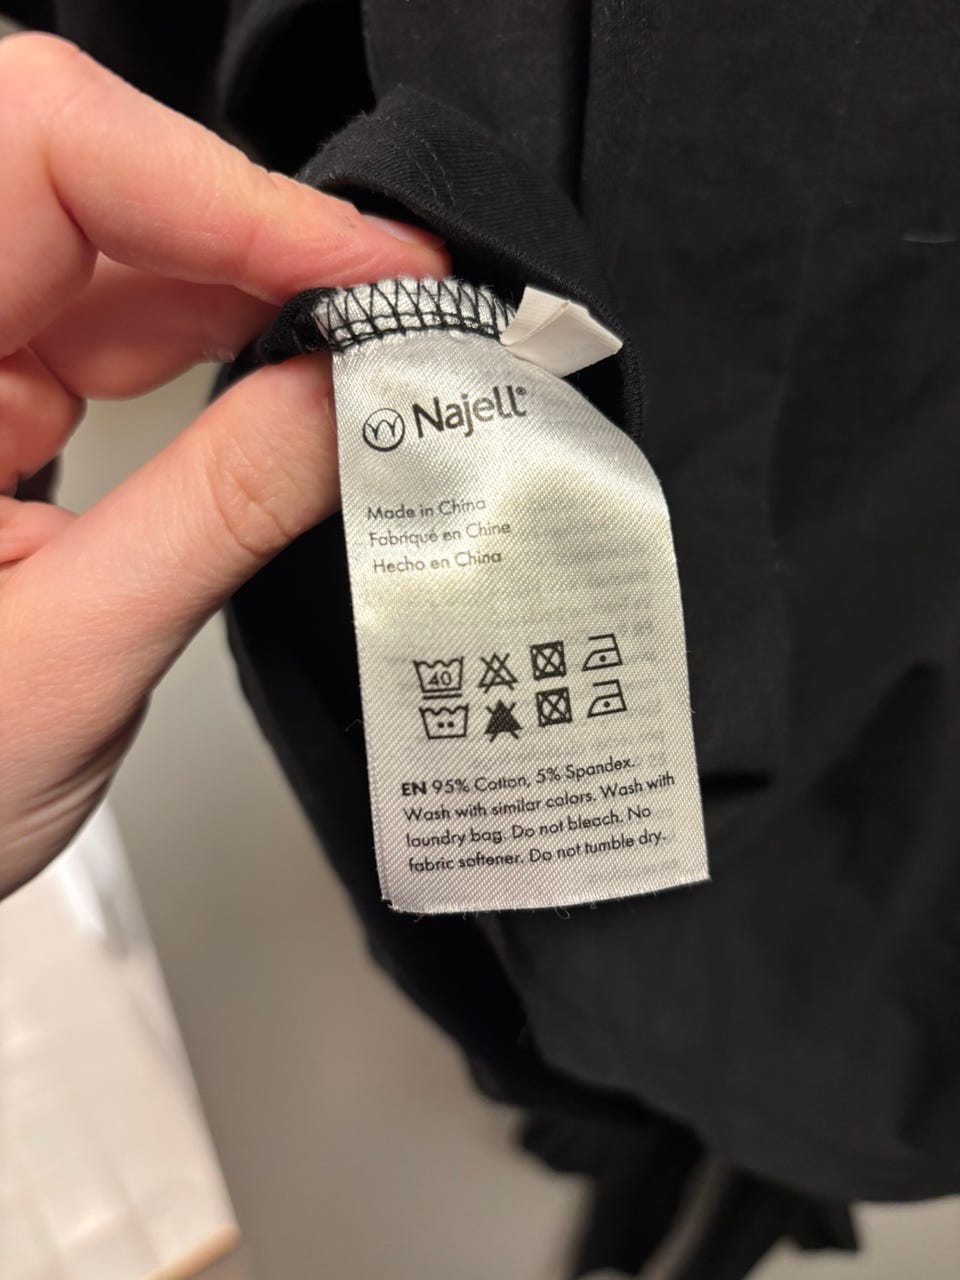 Najell®
Made in China
Fabriqué en Chine
Hecho en China
40
EN 95% Cotton, 5% Spandex.
Wash with similar colors. Wash with
laundry bag. Do not bleach. No
fabric softener. Do not tumble dry.